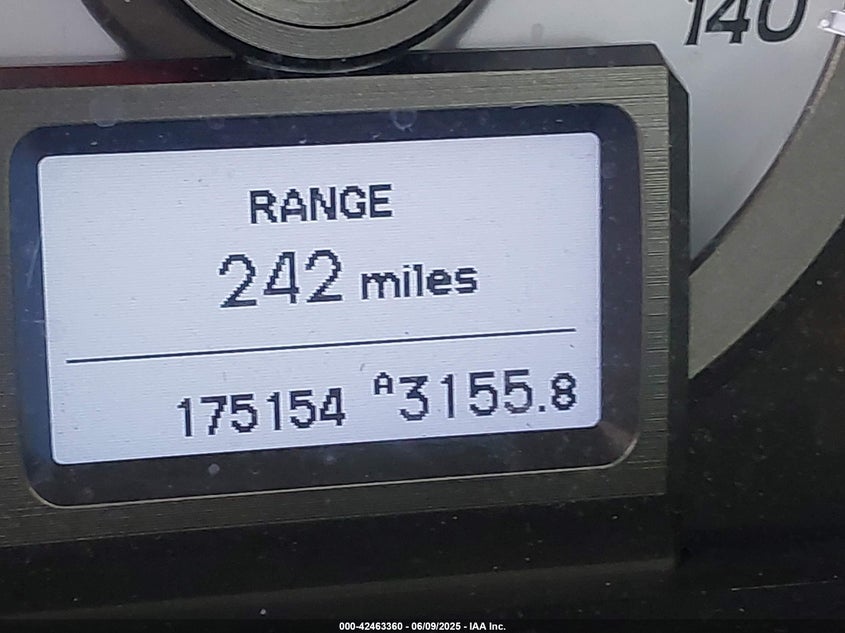 140
RANGE
242 miles
175154 A3155.8
000-42463360 - 06/09/2025 - IAA Inc.